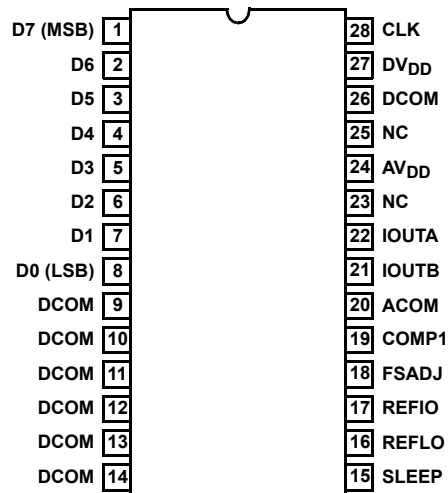 D7 (MSB) 1 28 CLK
D6 2 27 DVDD
D5 3 26 DCOM
D4 4 25 NC
D3 5 24 AVDD
D2 6 23 NC
D1 7 22 IOUTA
D0 (LSB) 8 21 IOUTB
DCOM 9 20 ACOM
DCOM 10 19 COMP1
DCOM 11 18 FSADJ
DCOM 12 17 REFIO
DCOM 13 16 REFLO
DCOM 14 15 SLEEP